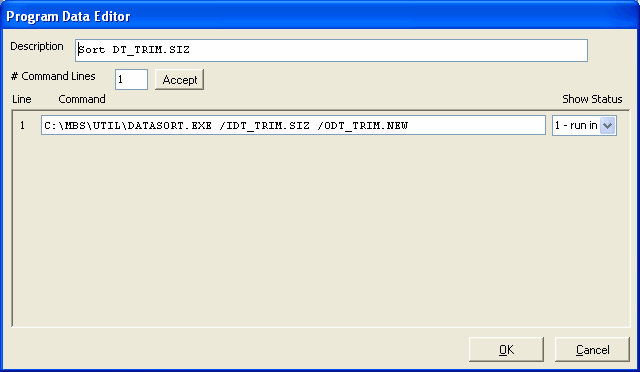 Program Data Editor
Description Sort DT_TRIM.SIZ
# Command Lines 1 Accept
Line Command Show Status
1 C:\MBS\UTIL\DATASORT.EXE /IDT_TRIM.SIZ /ODT_TRIM.NEW 1 - run in
OK Cancel